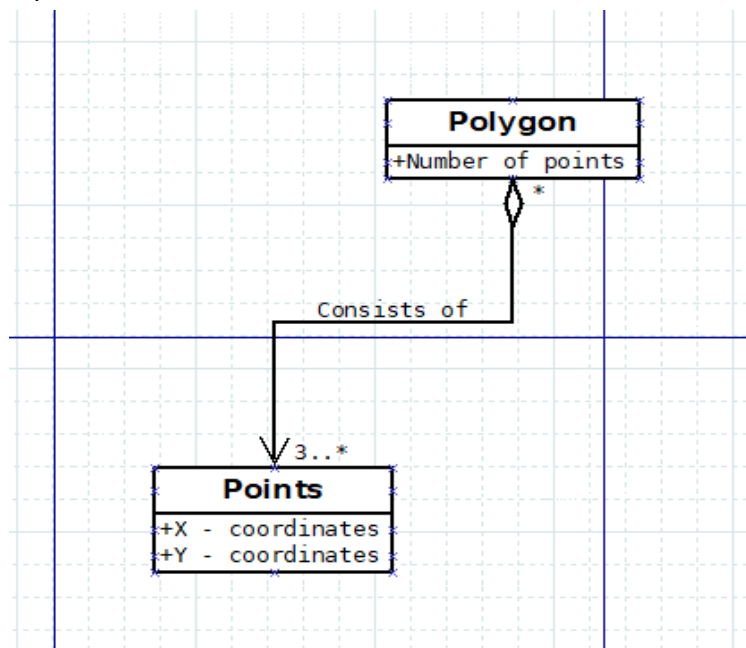 Polygon
+Number of points
*
Consists of
3..*
Points
+X - coordinates
+Y - coordinates